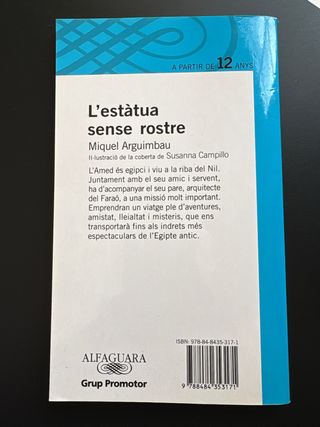 A PARTIR DE 12 ANYS
L'estàtua
sense rostre
Miquel Arguimbau
Il·lustració de la coberta de Susanna Campillo
L'Amed és egipci i viu a la riba del Nil.
Juntament amb el seu amic i servent,
ha d'acompanyar el seu pare, arquitecte
del Faraó, a una missió molt important.
Emprendran un viatge ple d'aventures,
amistat, lleialtat i misteris, que ens
transportarà fins als indrets més
espectaculars de l'Egipte antic.
ISBN: 978-84-8435-317-1
9 788484 353171
ALFAGUARA
Grup Promotor